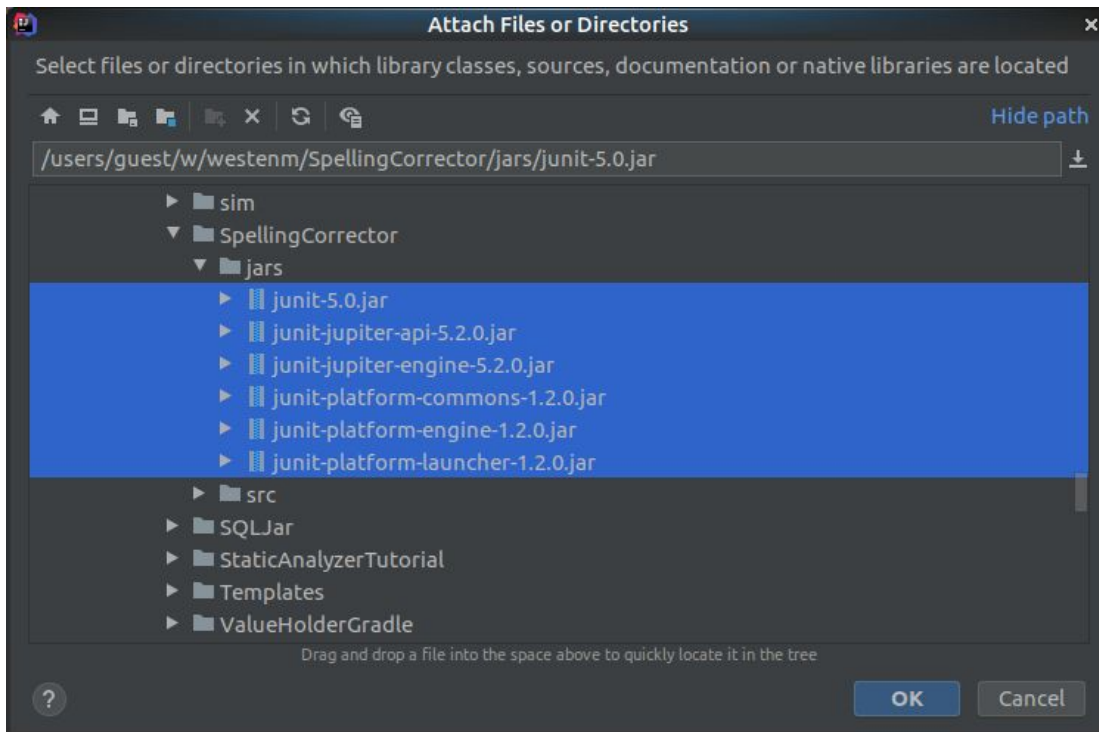 Attach Files or Directories
Select files or directories in which library classes, sources, documentation or native libraries are located
Hide path
/users/guest/w/westenm/SpellingCorrector/jars/junit-5.0.jar
sim
SpellingCorrector
jars
junit-5.0.jar
junit-jupiter-api-5.2.0.jar
junit-jupiter-engine-5.2.0.jar
junit-platform-commons-1.2.0.jar
junit-platform-engine-1.2.0.jar
junit-platform-launcher-1.2.0.jar
src
SQLJar
StaticAnalyzerTutorial
Templates
ValueHolderGradle
Drag and drop a file into the space above to quickly locate it in the tree
? OK Cancel